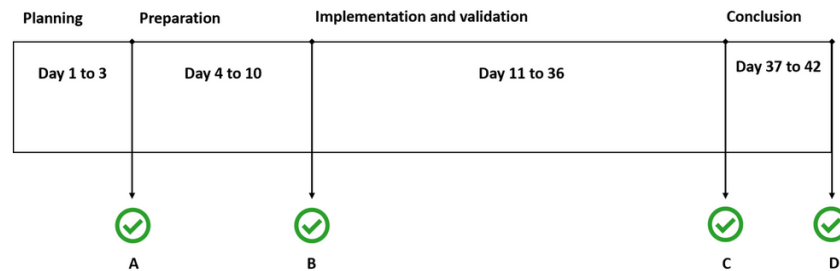 Planning
Preparation
Implementation and validation
Conclusion
Day 1 to 3
Day 4 to 10
Day 11 to 36
Day 37 to 42
A
B
C
D